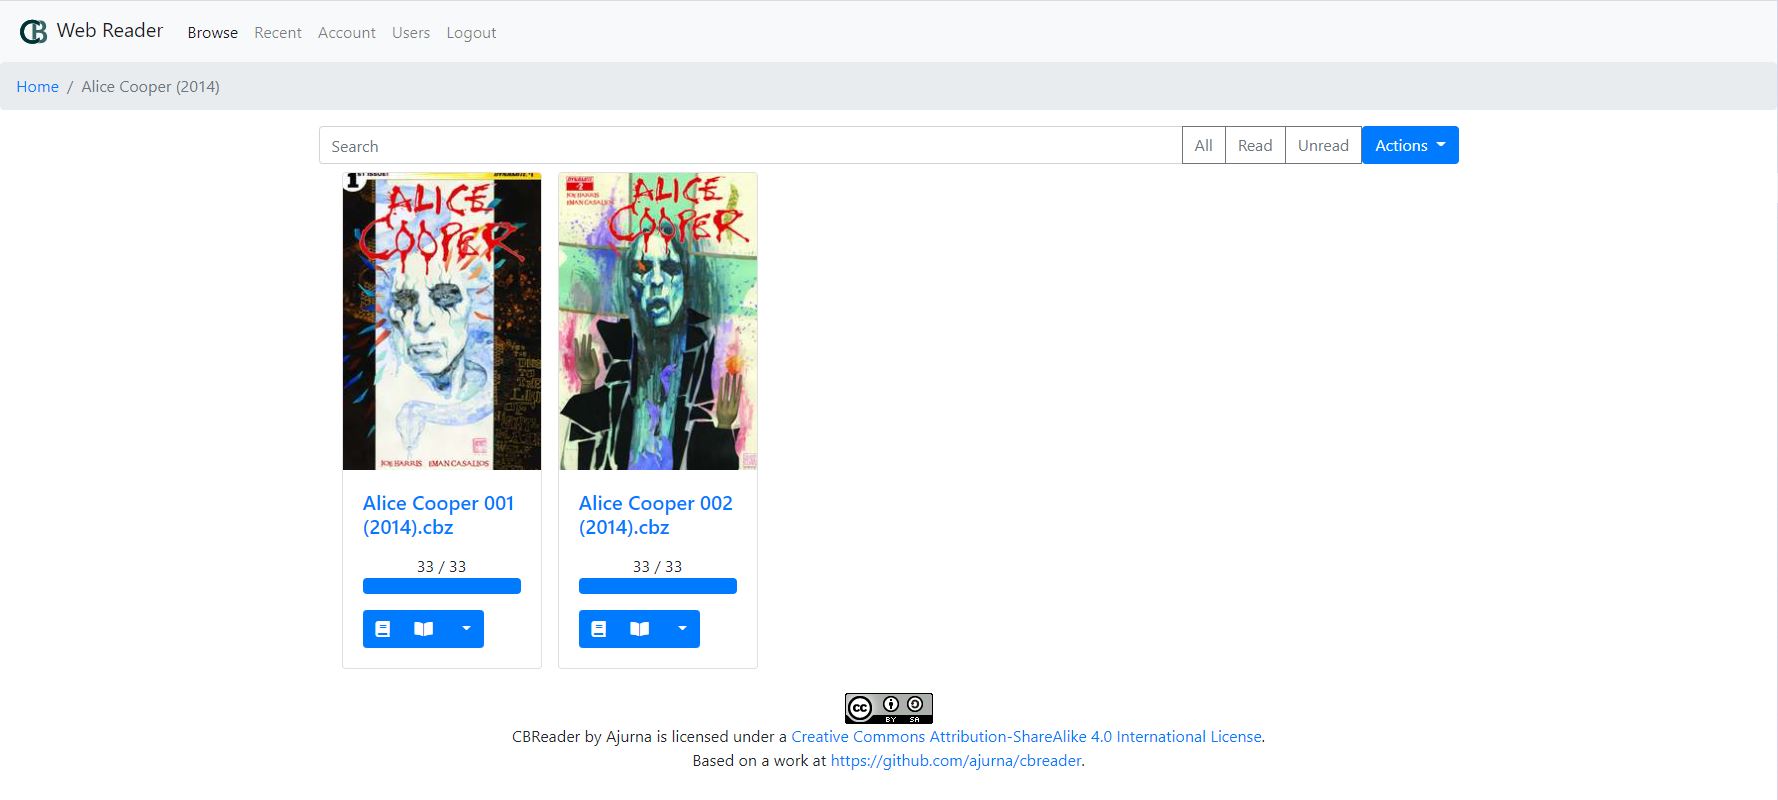 CB Web Reader Browse Recent Account Users Logout
Home / Alice Cooper (2014)
Search All Read Unread Actions
1 ST ISSUE! DYNAMITE #1
ALICE
COOPER
JOE HARRIS EMAN CASALLOS
DYNAMITE
#2
JOE HARRIS
EMAN CASALLOS
ALICE
COOPER
Alice Cooper 001
(2014).cbz
33 / 33
Alice Cooper 002
(2014).cbz
33 / 33
cc BY SA
CBReader by Ajurna is licensed under a Creative Commons Attribution-ShareAlike 4.0 International License.
Based on a work at https://github.com/ajurna/cbreader.